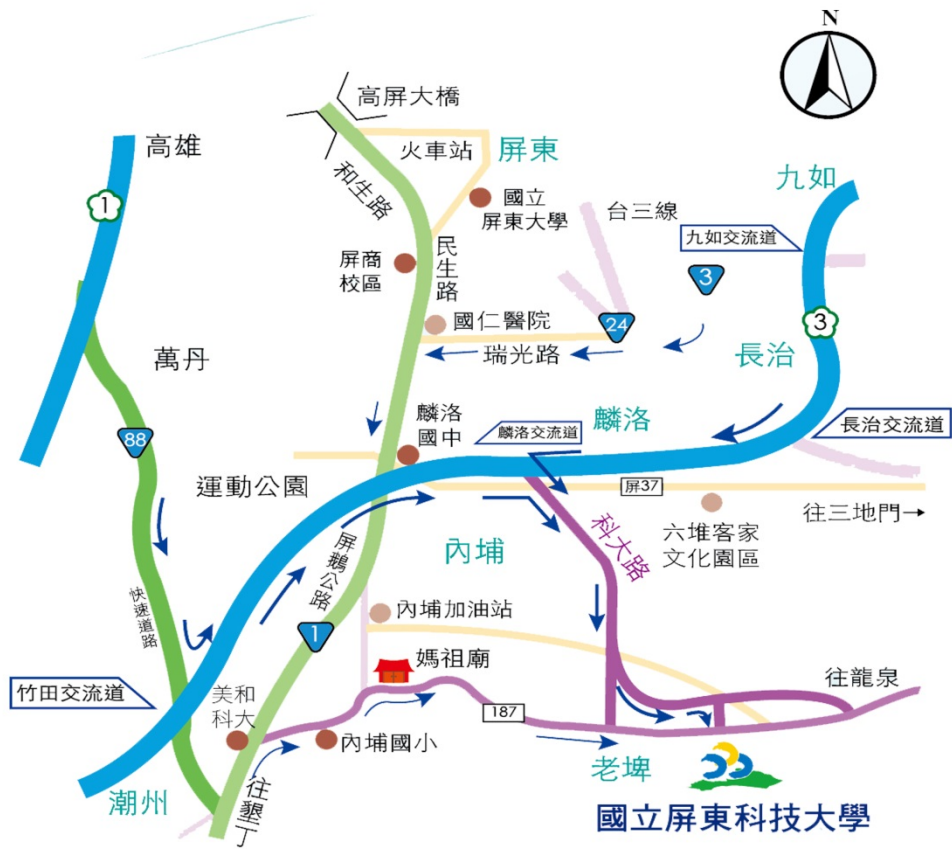 N
高屏大橋
高雄
火車站
屏東
和生路
九如
1
國立
屏東大學
台三線
九如交流道
屏商
校區
民生路
3
國仁醫院
24
3
瑞光路
萬丹
長治
麟洛
國中
麟洛交流道
麟洛
長治交流道
88
運動公園
屏37
往三地門→
六堆客家
文化園區
科大路
屏鵝公路
內埔
快速道路
內埔加油站
1
媽祖廟
往龍泉
竹田交流道
美和
科大
187
內埔國小
老埤
潮州
往墾丁
國立屏東科技大學